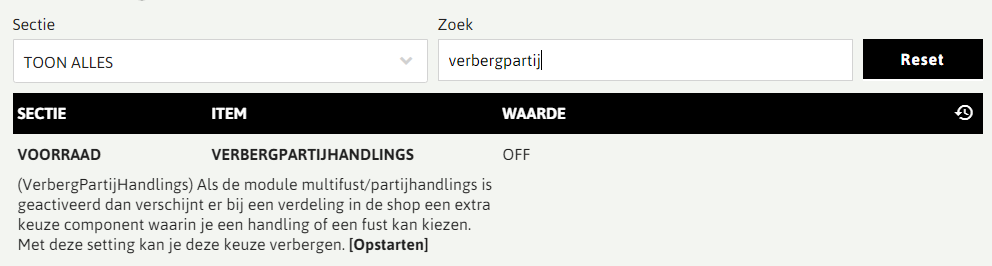 Sectie Zoek
TOON ALLES verbergpartij Reset
SECTIE ITEM WAARDE
VOORRAAD VERBERGPARTIJHANDLINGS OFF
(VerbergPartijHandlings) Als de module multifust/partijhandlings is
geactiveerd dan verschijnt er bij een verdeling in de shop een extra
keuze component waarin je een handling of een fust kan kiezen.
Met deze setting kan je deze keuze verbergen. [Opstarten]